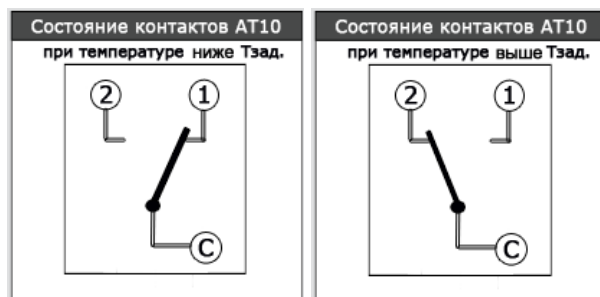 Состояние контактов АТ10
при температуре ниже Тзад.
2 1
С
Состояние контактов АТ10
при температуре выше Тзад.
2 1
С